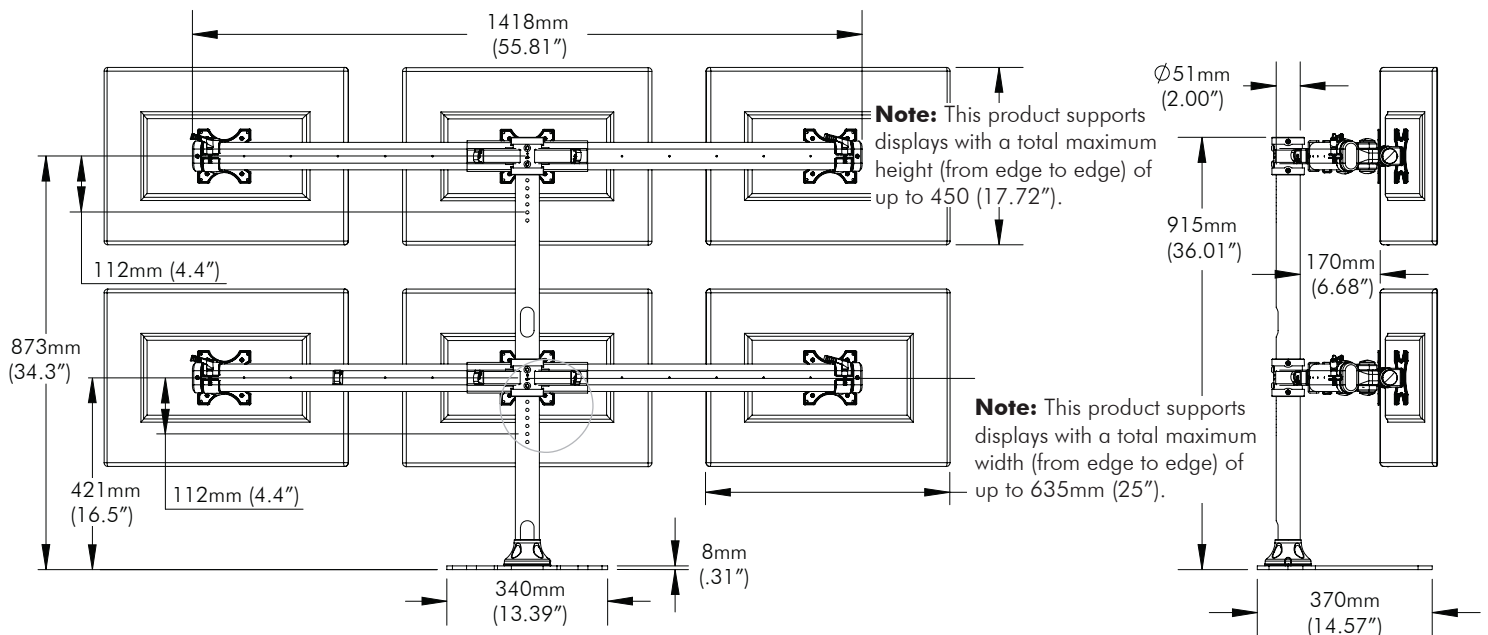 1418mm
(55.81″)
Note: This product supports
displays with a total maximum
height (from edge to edge) of
up to 450 (17.72″).
∅51mm
(2.00″)
915mm
(36.01″)
170mm
(6.68″)
112mm (4.4″)
873mm
(34.3″)
421mm
(16.5″)
112mm (4.4″)
Note: This product supports
displays with a total maximum
width (from edge to edge) of
up to 635mm (25″).
8mm
(.31″)
340mm
(13.39″)
370mm
(14.57″)